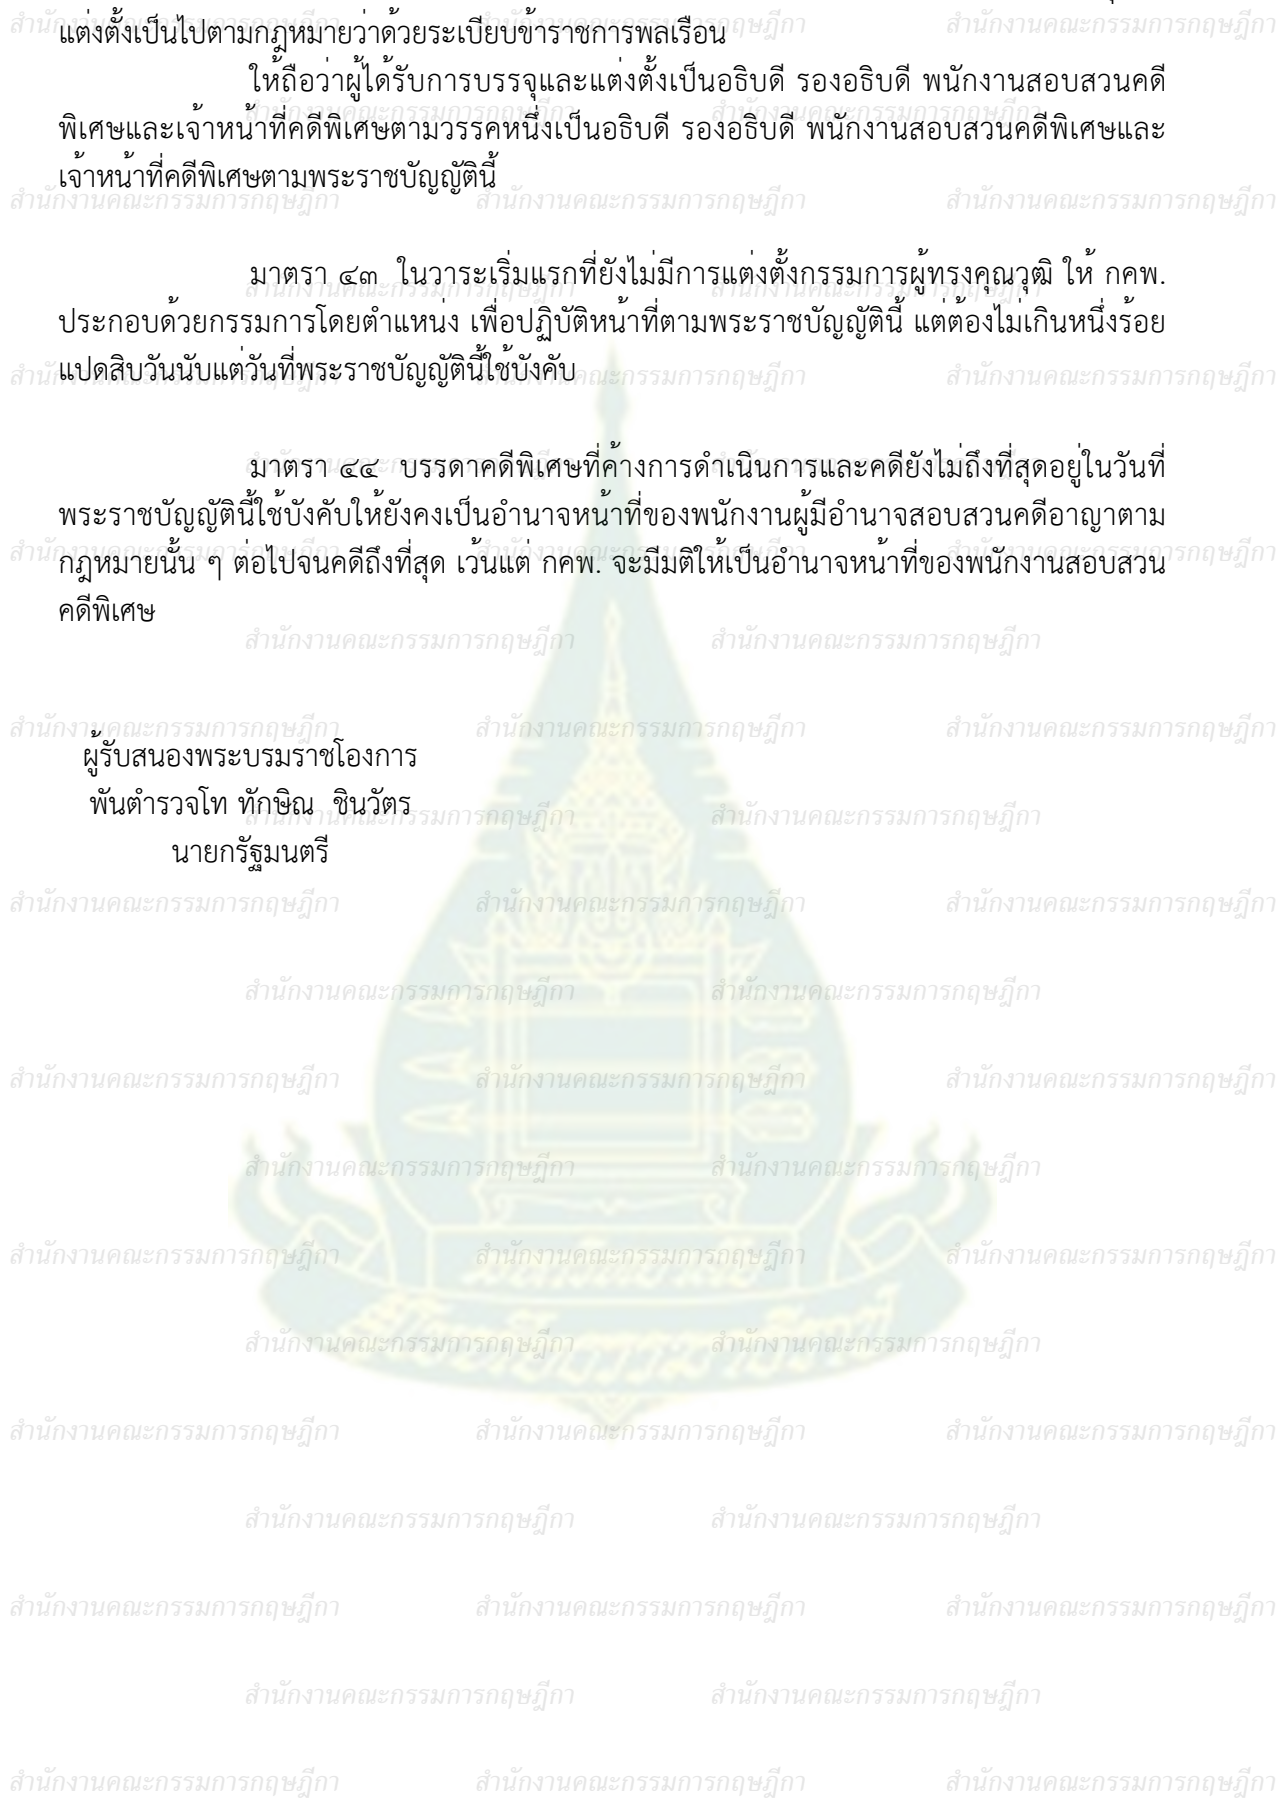 แต่งตั้งเป็นไปตามกฎหมายว่าด้วยระเบียบข้าราชการพลเรือน
ให้ถือว่าผู้ได้รับการบรรจุและแต่งตั้งเป็นอธิบดี รองอธิบดี พนักงานสอบสวนคดี
พิเศษและเจ้าหน้าที่คดีพิเศษตามวรรคหนึ่งเป็นอธิบดี รองอธิบดี พนักงานสอบสวนคดีพิเศษและ
เจ้าหน้าที่คดีพิเศษตามพระราชบัญญัตินี้
มาตรา ๔๓ ในวาระเริ่มแรกที่ยังไม่มีการแต่งตั้งกรรมการผู้ทรงคุณวุฒิ ให้ กคพ.
ประกอบด้วยกรรมการโดยตำแหน่ง เพื่อปฏิบัติหน้าที่ตามพระราชบัญญัตินี้ แต่ต้องไม่เกินหนึ่งร้อย
แปดสิบวันนับแต่วันที่พระราชบัญญัตินี้ใช้บังคับ
มาตรา ๔๔ บรรดาคดีพิเศษที่ค้างการดำเนินการและคดียังไม่ถึงที่สุดอยู่ในวันที่
พระราชบัญญัตินี้ใช้บังคับให้ยังคงเป็นอำนาจหน้าที่ของพนักงานผู้มีอำนาจสอบสวนคดีอาญาตาม
กฎหมายนั้น ๆ ต่อไปจนคดีถึงที่สุด เว้นแต่ กคพ. จะมีมติให้เป็นอำนาจหน้าที่ของพนักงานสอบสวน
คดีพิเศษ
ผู้รับสนองพระบรมราชโองการ
พันตำรวจโท ทักษิณ ชินวัตร
นายกรัฐมนตรี
สำนักงานคณะกรรมการกฤษฎีกา